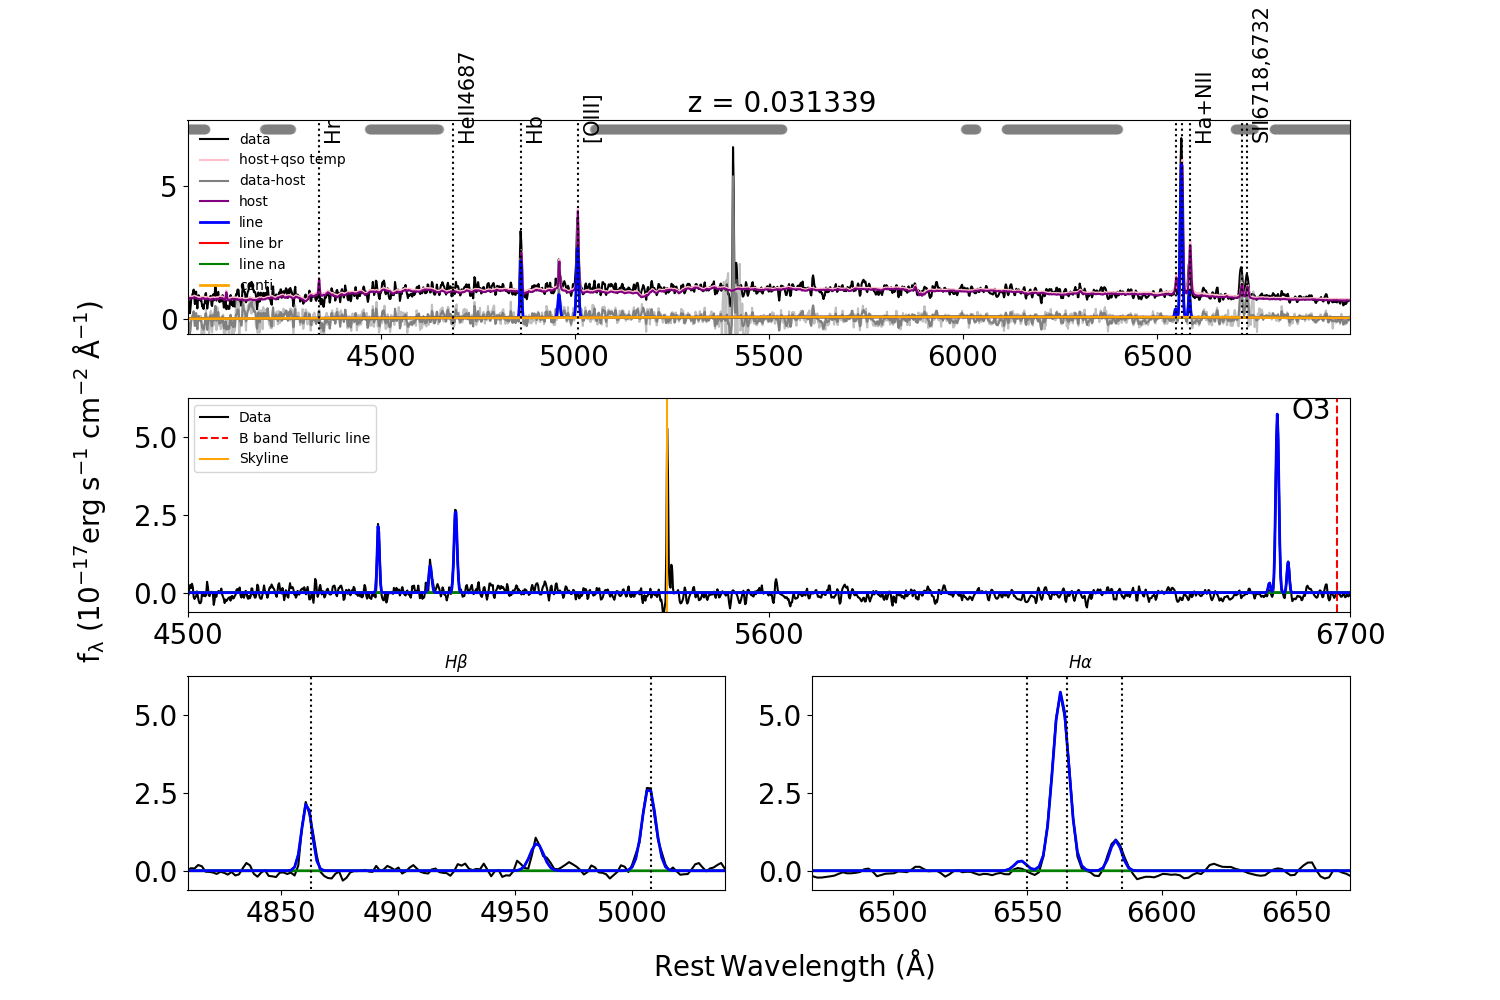 z = 0.031339
Hr
HeII4687
Hb
[OIII]
Ha+NII
SII6718,6732
data
host+qso temp
data-host
host
line
line br
line na
conti
5
0
4500
5000
5500
6000
6500
fλ (10−17erg s−1 cm−2 Å−1)
Data
B band Telluric line
Skyline
O3
5.0
2.5
0.0
4500
5600
6700
Hβ
5.0
2.5
0.0
4850
4900
4950
5000
Hα
5.0
2.5
0.0
6500
6550
6600
6650
Rest Wavelength (Å)